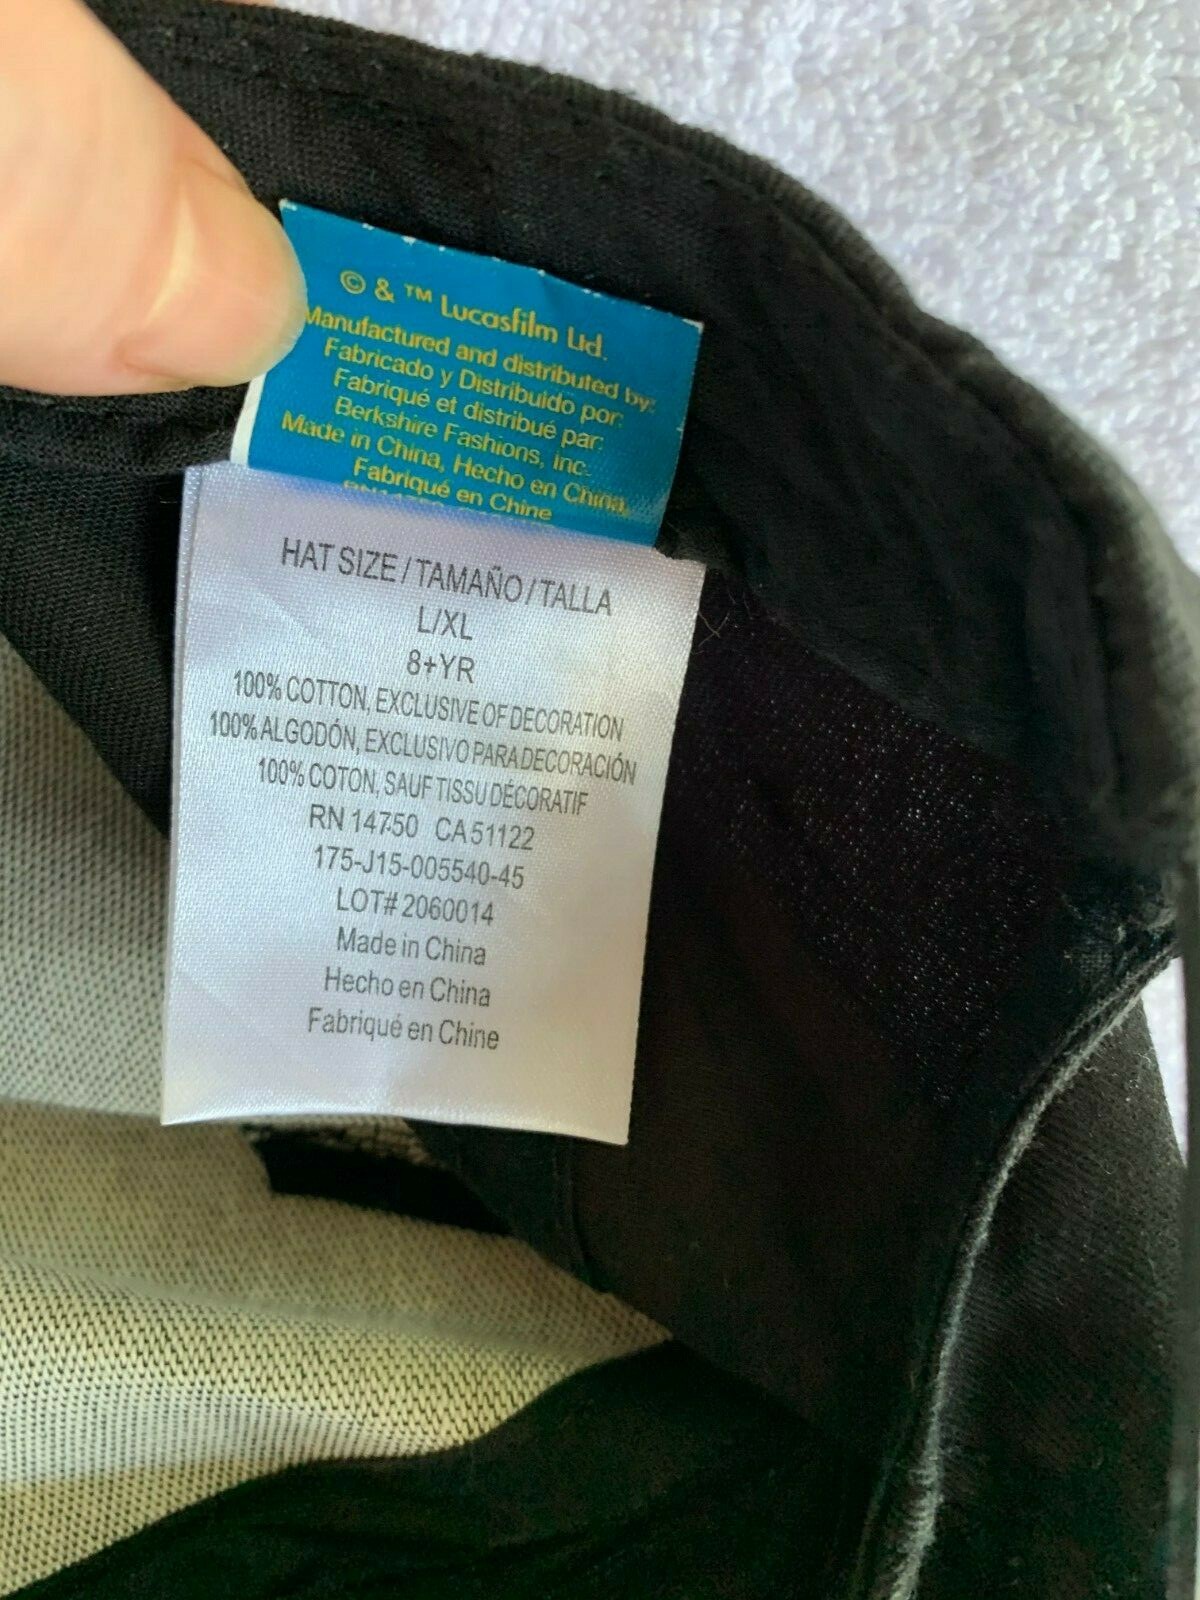 © & ™ Lucasfilm Ltd.
Manufactured and distributed by:
Fabricado y Distribuido por:
Fabriqué et distribué par:
Berkshire Fashions, Inc.
Made in China, Hecho en China,
Fabriqué en Chine
HAT SIZE / TAMAÑO / TALLA
L/XL
8+YR
100% COTTON, EXCLUSIVE OF DECORATION
100% ALGODÓN, EXCLUSIVO PARA DECORACIÓN
100% COTON, SAUF TISSU DÉCORATIF
RN 14750 CA 51122
175-J15-005540-45
LOT# 2060014
Made in China
Hecho en China
Fabriqué en Chine